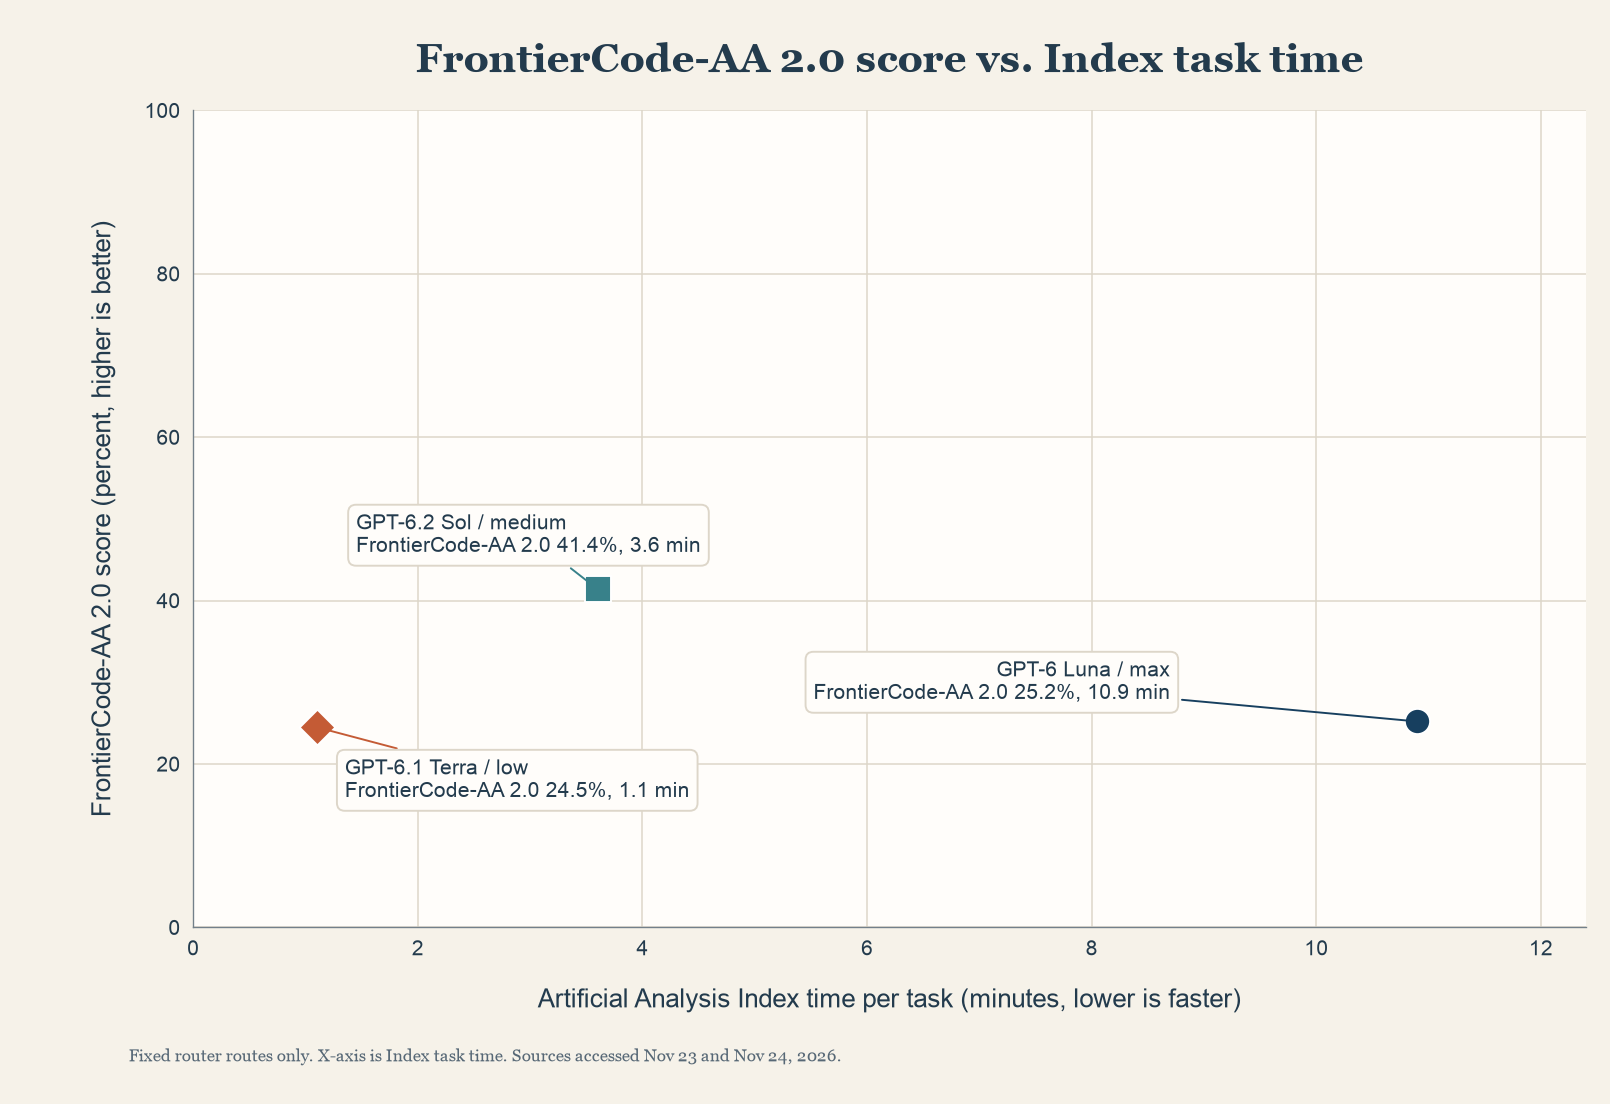 FrontierCode-AA 2.0 score vs. Index task time
FrontierCode-AA 2.0 score (percent, higher is better)
100
80
60
40
20
0
GPT-6.2 Sol / medium
FrontierCode-AA 2.0 41.4%, 3.6 min
GPT-6 Luna / max
FrontierCode-AA 2.0 25.2%, 10.9 min
GPT-6.1 Terra / low
FrontierCode-AA 2.0 24.5%, 1.1 min
0 2 4 6 8 10 12
Artificial Analysis Index time per task (minutes, lower is faster)
Fixed router routes only. X-axis is Index task time. Sources accessed Nov 23 and Nov 24, 2026.